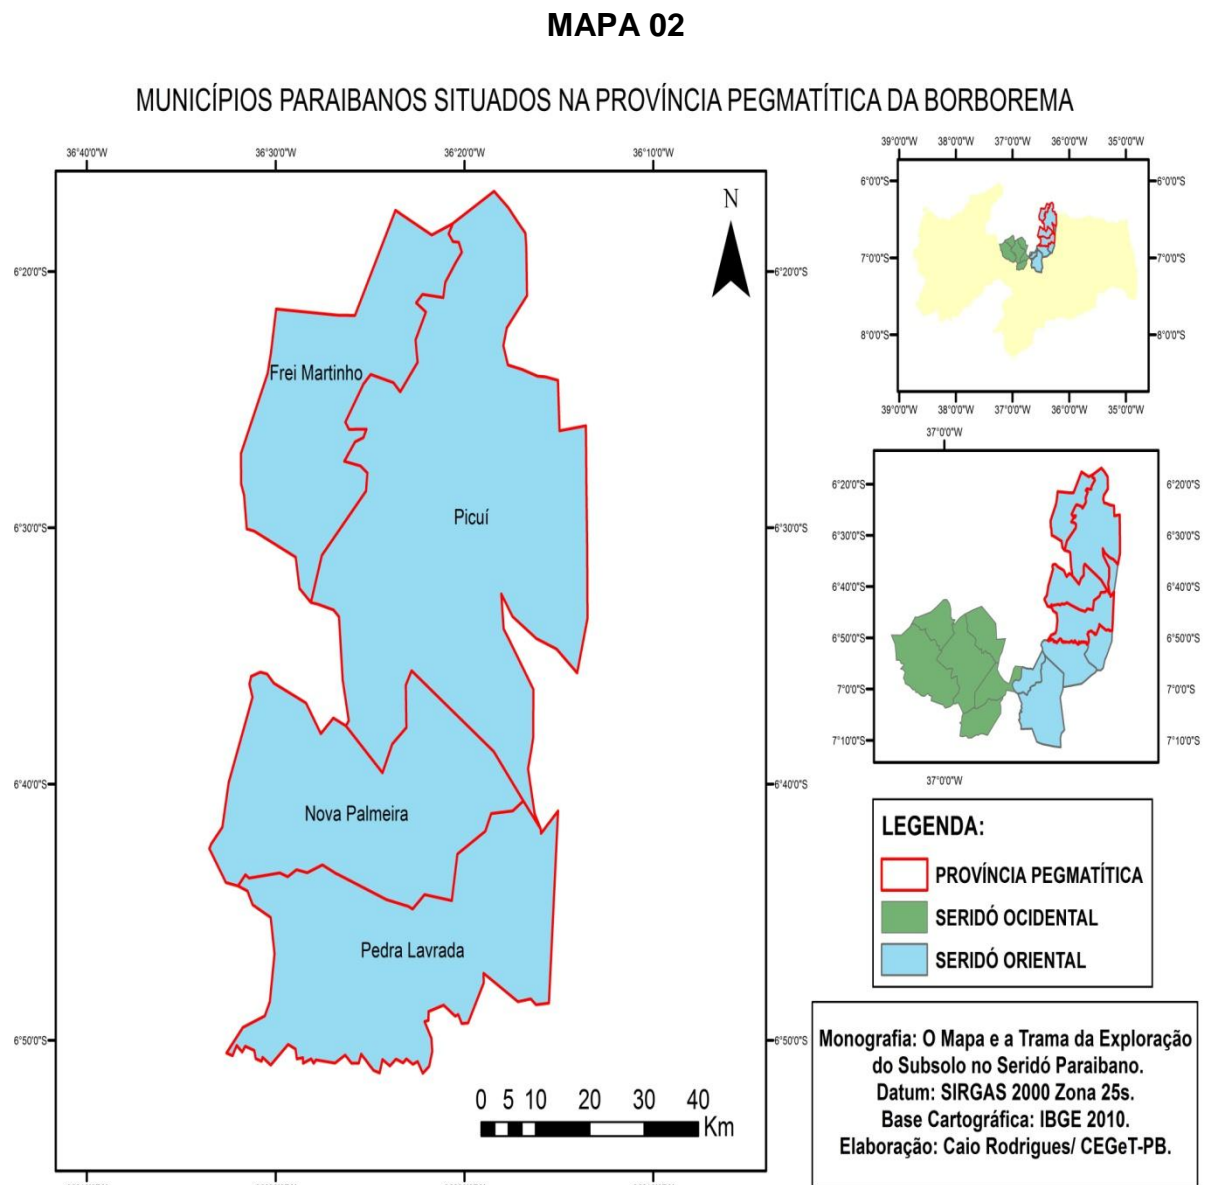 MAPA 02
MUNICÍPIOS PARAIBANOS SITUADOS NA PROVÍNCIA PEGMATÍTICA DA BORBOREMA
36°40'0"W 36°30'0"W 36°20'0"W 36°10'0"W
6°20'0"S 6°20'0"S
6°30'0"S 6°30'0"S
6°40'0"S 6°40'0"S
6°50'0"S 6°50'0"S
N
Frei Martinho
Picuí
Nova Palmeira
Pedra Lavrada
0 5 10 20 30 40
Km
39°0'0"W 38°0'0"W 37°0'0"W 36°0'0"W 35°0'0"W
6°0'0"S 6°0'0"S
7°0'0"S 7°0'0"S
8°0'0"S 8°0'0"S
39°0'0"W 38°0'0"W 37°0'0"W 36°0'0"W 35°0'0"W
37°0'0"W
6°20'0"S 6°20'0"S
6°30'0"S 6°30'0"S
6°40'0"S 6°40'0"S
6°50'0"S 6°50'0"S
7°0'0"S 7°0'0"S
7°10'0"S 7°10'0"S
37°0'0"W
LEGENDA:
PROVÍNCIA PEGMATÍTICA
SERIDÓ OCIDENTAL
SERIDÓ ORIENTAL
Monografia: O Mapa e a Trama da Exploração
do Subsolo no Seridó Paraibano.
Datum: SIRGAS 2000 Zona 25s.
Base Cartográfica: IBGE 2010.
Elaboração: Caio Rodrigues/ CEGeT-PB.